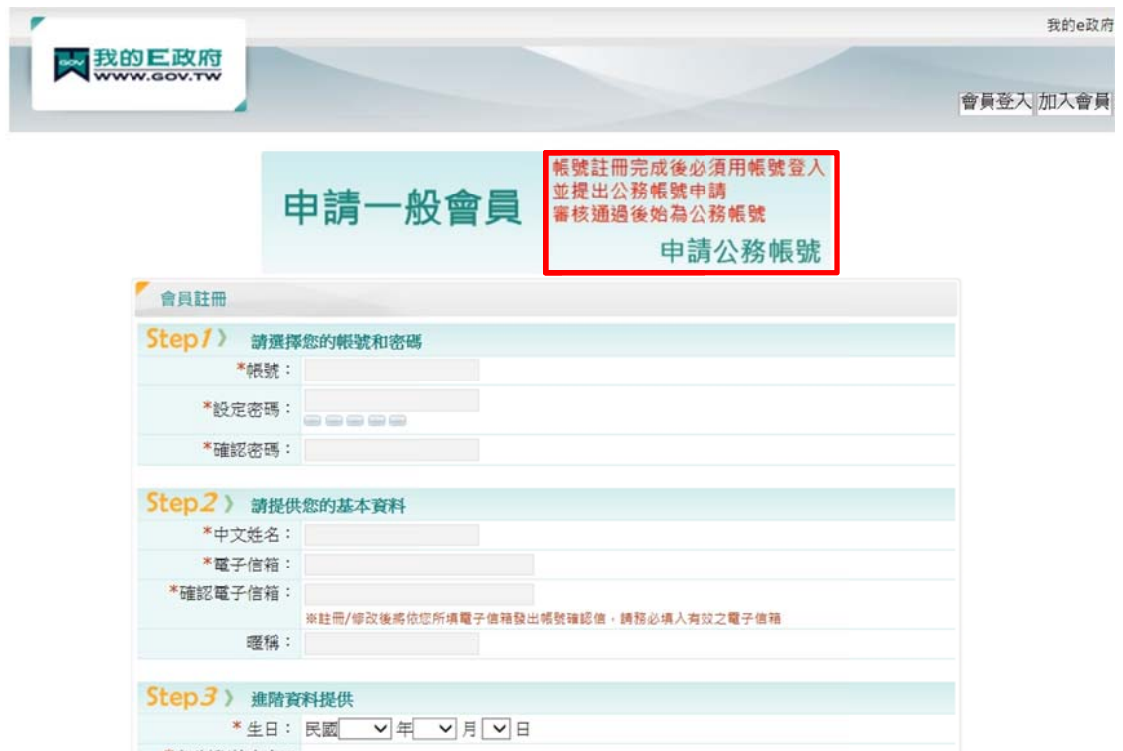 我的e政府
GOV 我的E政府
WWW.GOV.TW
會員登入 加入會員
申請一般會員
帳號註冊完成後必須用帳號登入
並提出公務帳號申請
審核通過後始為公務帳號
申請公務帳號
會員註冊
Step1》 請選擇您的帳號和密碼
*帳號：
*設定密碼：
*確認密碼：
Step2》 請提供您的基本資料
*中文姓名：
*電子信箱：
*確認電子信箱：
※註冊/修改後將依您所填電子信箱發出帳號確認信，請務必填入有效之電子信箱
暱稱：
Step3》 進階資料提供
* 生日： 民國 年 月 日